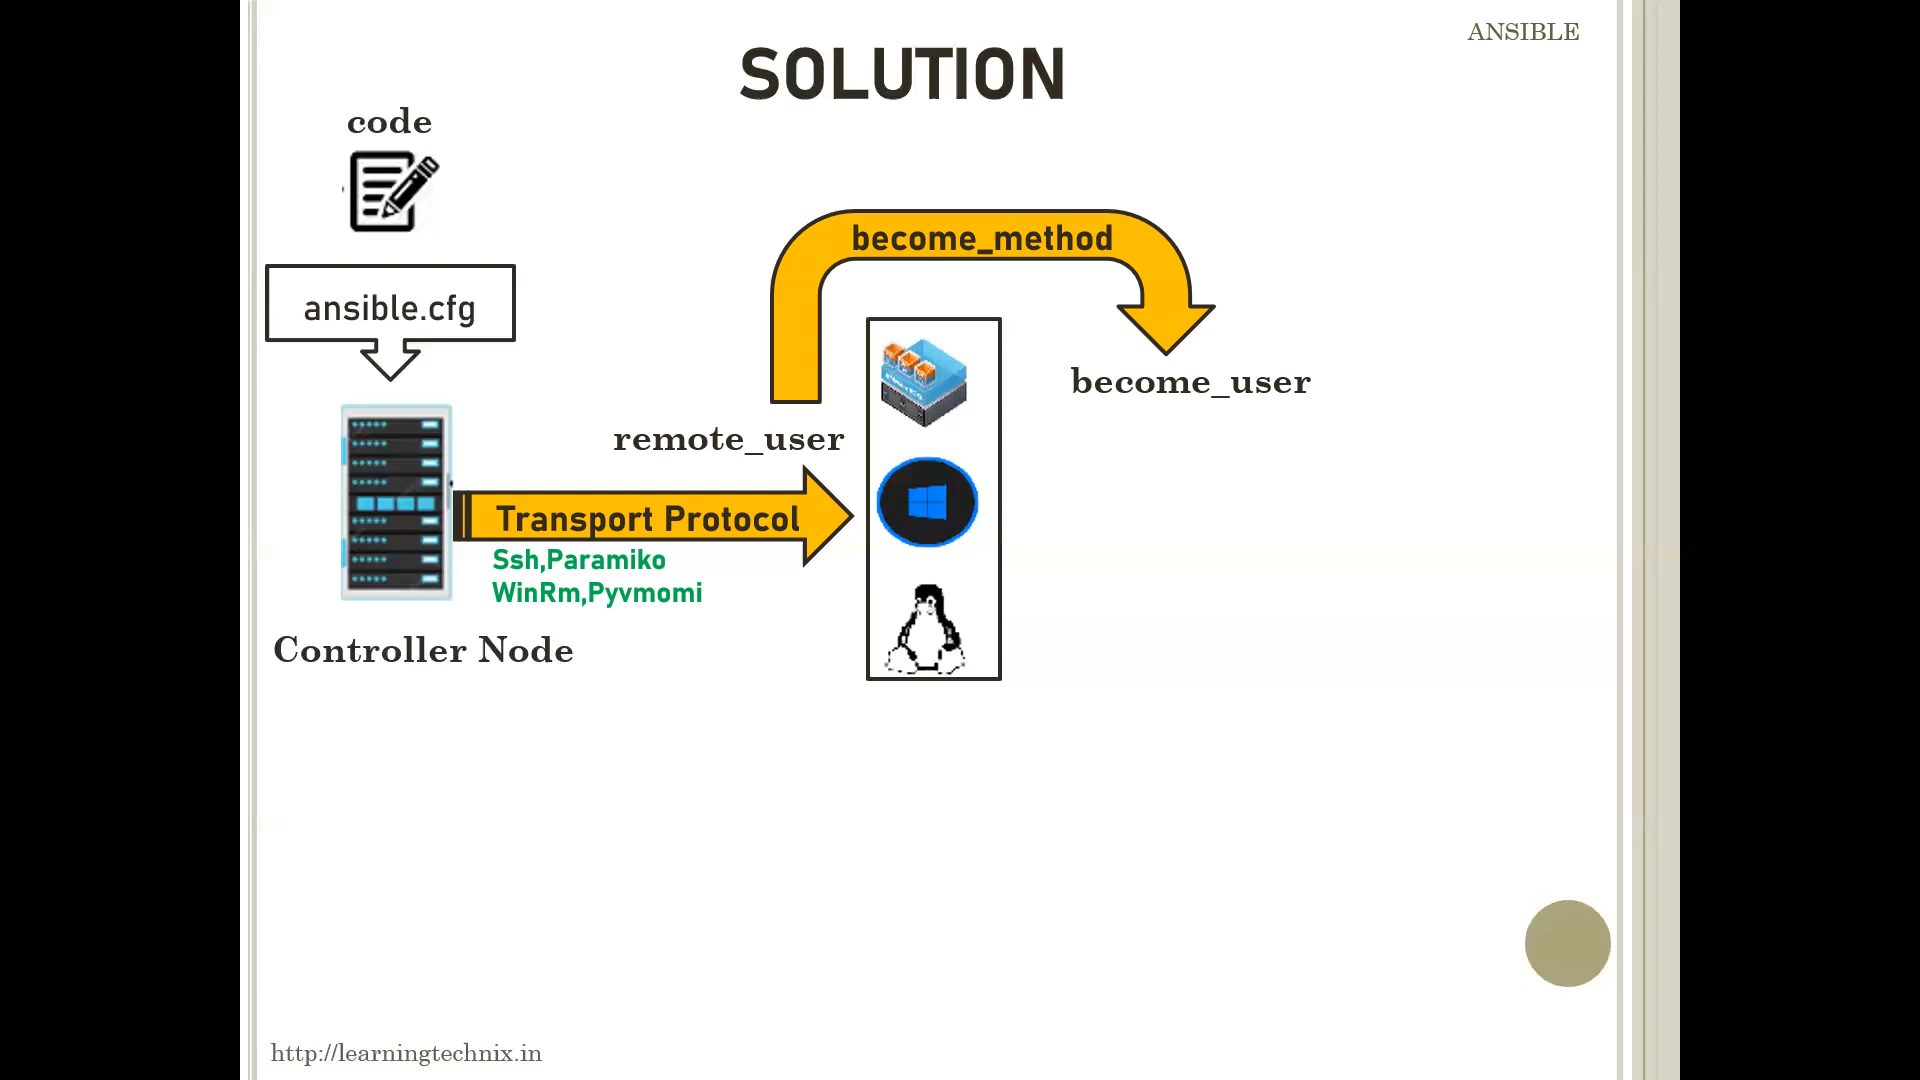 ANSIBLE
SOLUTION
code
become_method
ansible.cfg
become_user
remote_user
Transport Protocol
Ssh,Paramiko
WinRm,Pyvmomi
Controller Node
http://learningtechnix.in